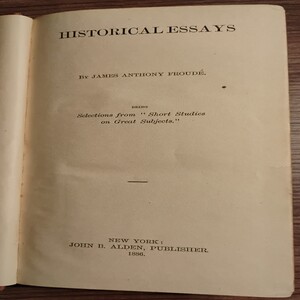 HISTORICAL ESSAYS
BY JAMES ANTHONY FROUDÉ.
BEING
Selections from "Short Studies
on Great Subjects."
NEW YORK:
JOHN B. ALDEN, PUBLISHER
1886.